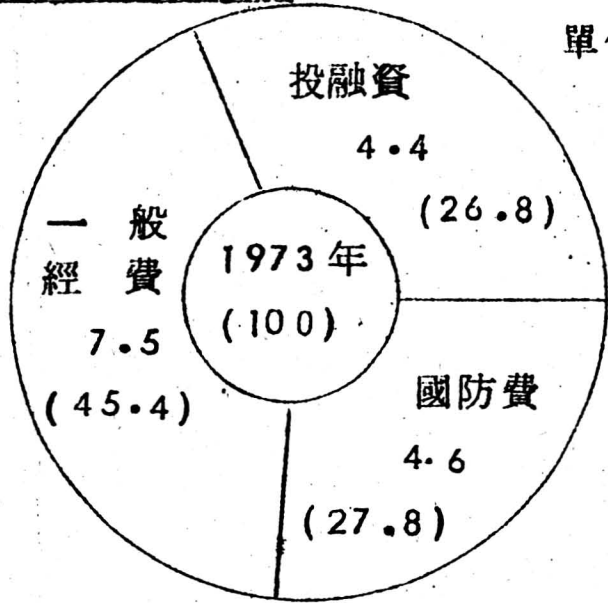 單
投融資
4.4
(26.8)
一般
經費
7.5
(45.4)
1973年
(100)
國防費
4.6
(27.8)